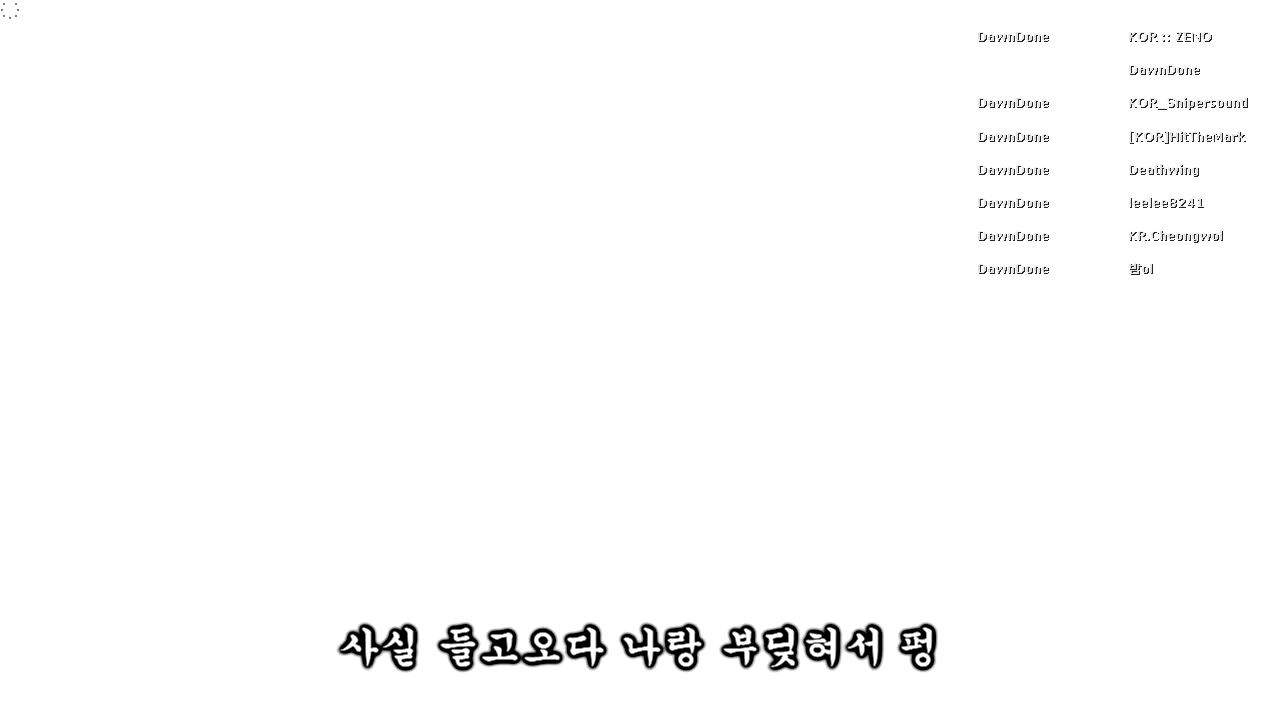 DawnDone KOR :: ZENO
DawnDone
DawnDone KOR_Snipersound
DawnDone [KOR]HitTheMark
DawnDone Deathwing
DawnDone leelee8241
DawnDone KR.Cheongwol
DawnDone 밤이
사실 들고오다 나랑 부딪혀서 펑